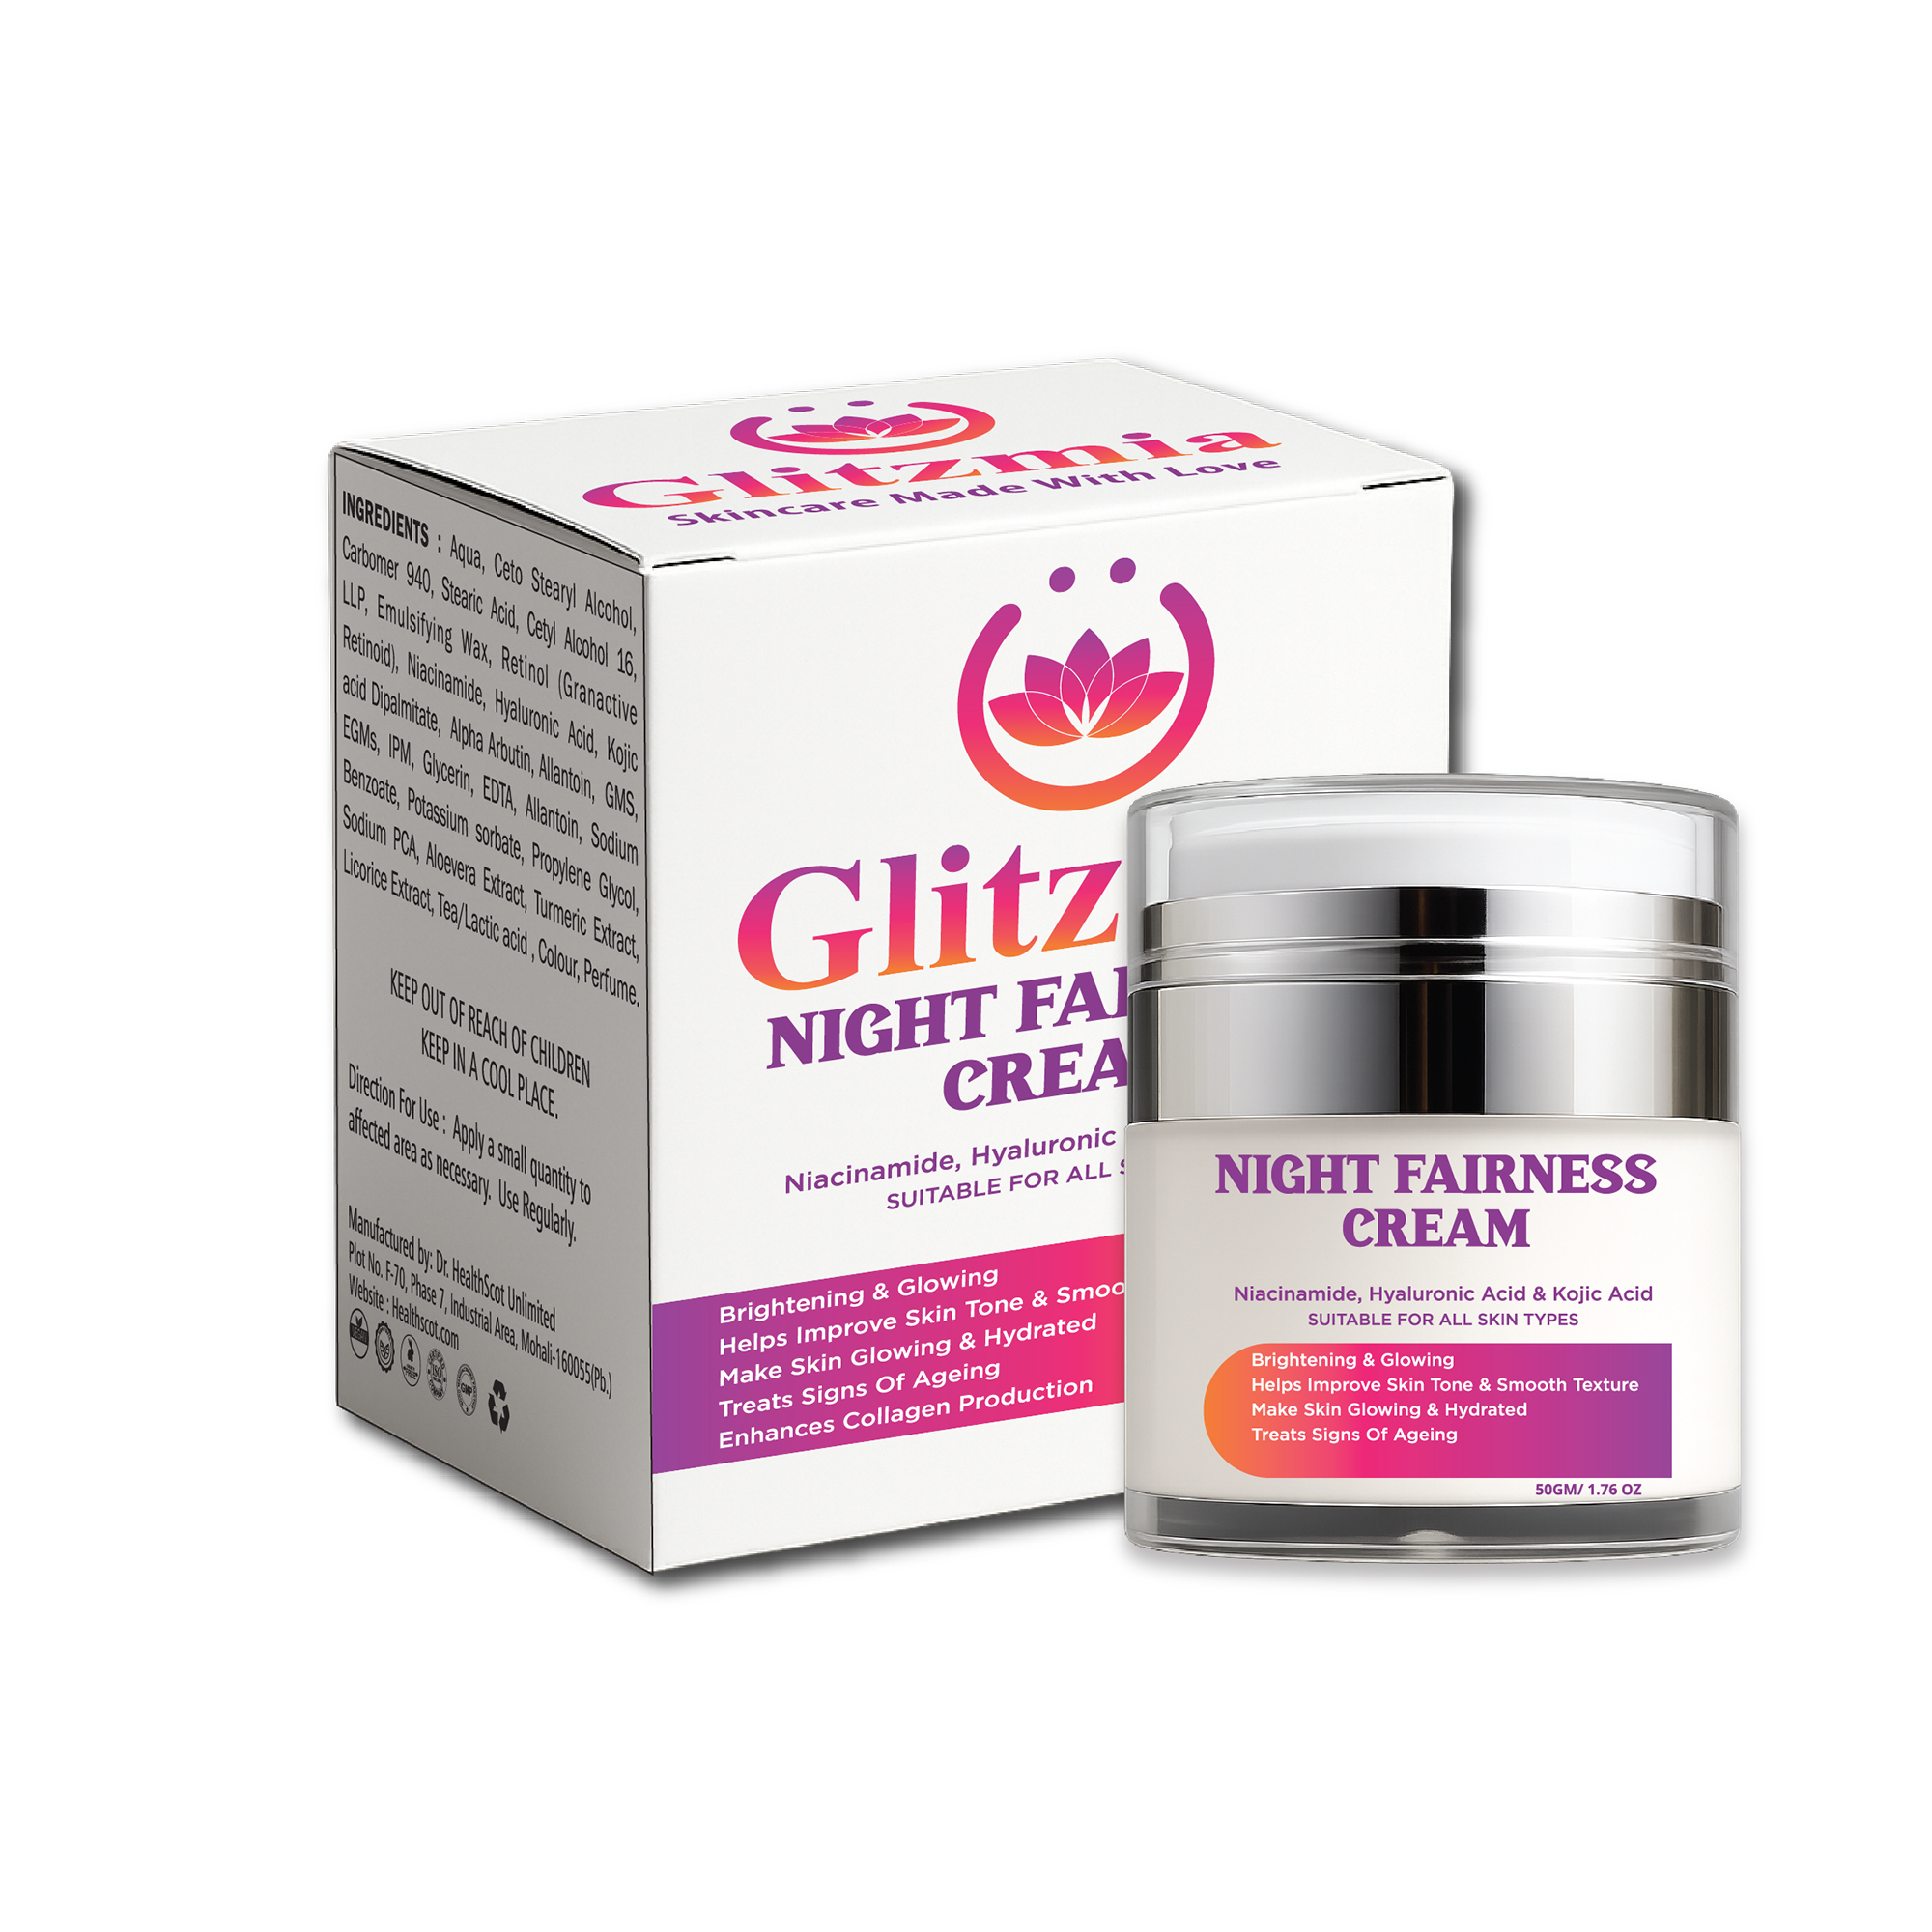 Glitzmia
Skincare Made With Love
INGREDIENTS : Aqua, Ceto Stearyl Alcohol,
Carbomer 940, Stearic Acid, Cetyl Alcohol 16,
LLP, Emulsifying Wax, Retinol (Granactive
Retinoid), Niacinamide, Hyaluronic Acid, Kojic
acid Dipalmitate, Alpha Arbutin, Allantoin, GMS,
EGMs, IPM, Glycerin, EDTA, Allantoin, Sodium
Benzoate, Potassium sorbate, Propylene Glycol,
Sodium PCA, Aloevera Extract, Turmeric Extract,
Licorice Extract, Tea/Lactic acid , Colour, Perfume.
KEEP OUT OF REACH OF CHILDREN
KEEP IN A COOL PLACE.
Direction For Use : Apply a small quantity to
affected area as necessary. Use Regularly.
Manufactured by: Dr. HealthScot Unlimited
Plot No. F-70, Phase 7, Industrial Area, Mohali-160055(Pb.)
Website : Healthscot.com
Glitz
NIGHT FAI
CREA
Niacinamide, Hyaluronic
SUITABLE FOR ALL
Brightening & Glowing
Helps Improve Skin Tone & Smoo
Make Skin Glowing & Hydrated
Treats Signs Of Ageing
Enhances Collagen Production
NIGHT FAIRNESS
CREAM
Niacinamide, Hyaluronic Acid & Kojic Acid
SUITABLE FOR ALL SKIN TYPES
Brightening & Glowing
Helps Improve Skin Tone & Smooth Texture
Make Skin Glowing & Hydrated
Treats Signs Of Ageing
50GM/ 1.76 OZ